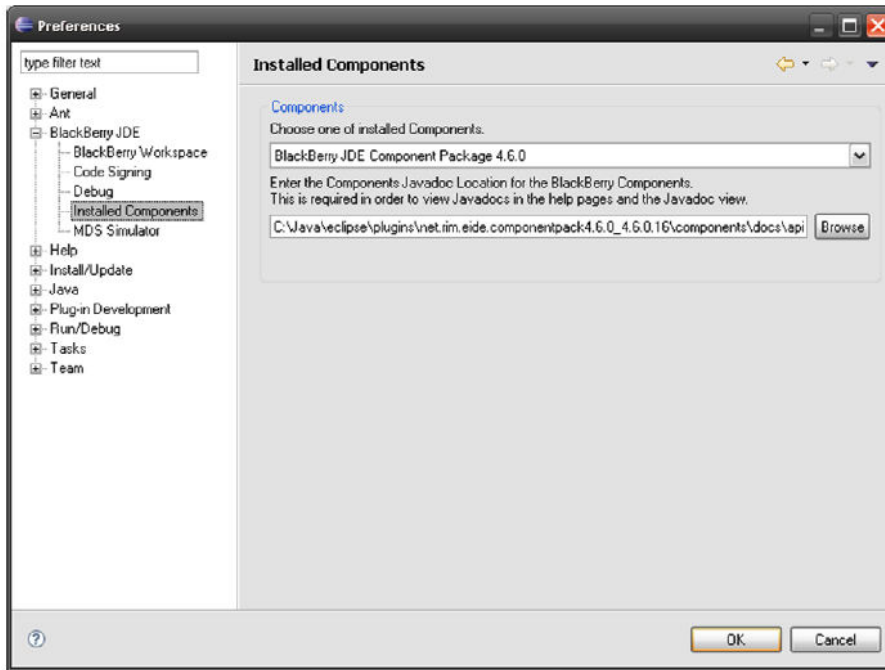 Preferences
type filter text
General
Ant
BlackBerry JDE
BlackBerry Workspace
Code Signing
Debug
Installed Components
MDS Simulator
Help
Install/Update
Java
Plug-in Development
Run/Debug
Tasks
Team
Installed Components
Components
Choose one of installed Components.
BlackBerry JDE Component Package 4.6.0
Enter the Components Javadoc Location for the BlackBerry Components.
This is required in order to view Javadocs in the help pages and the Javadoc view.
C:\Java\eclipse\plugins\net.rim.eide.componentpack4.6.0_4.6.0.16\components\docs\api
Browse
OK
Cancel